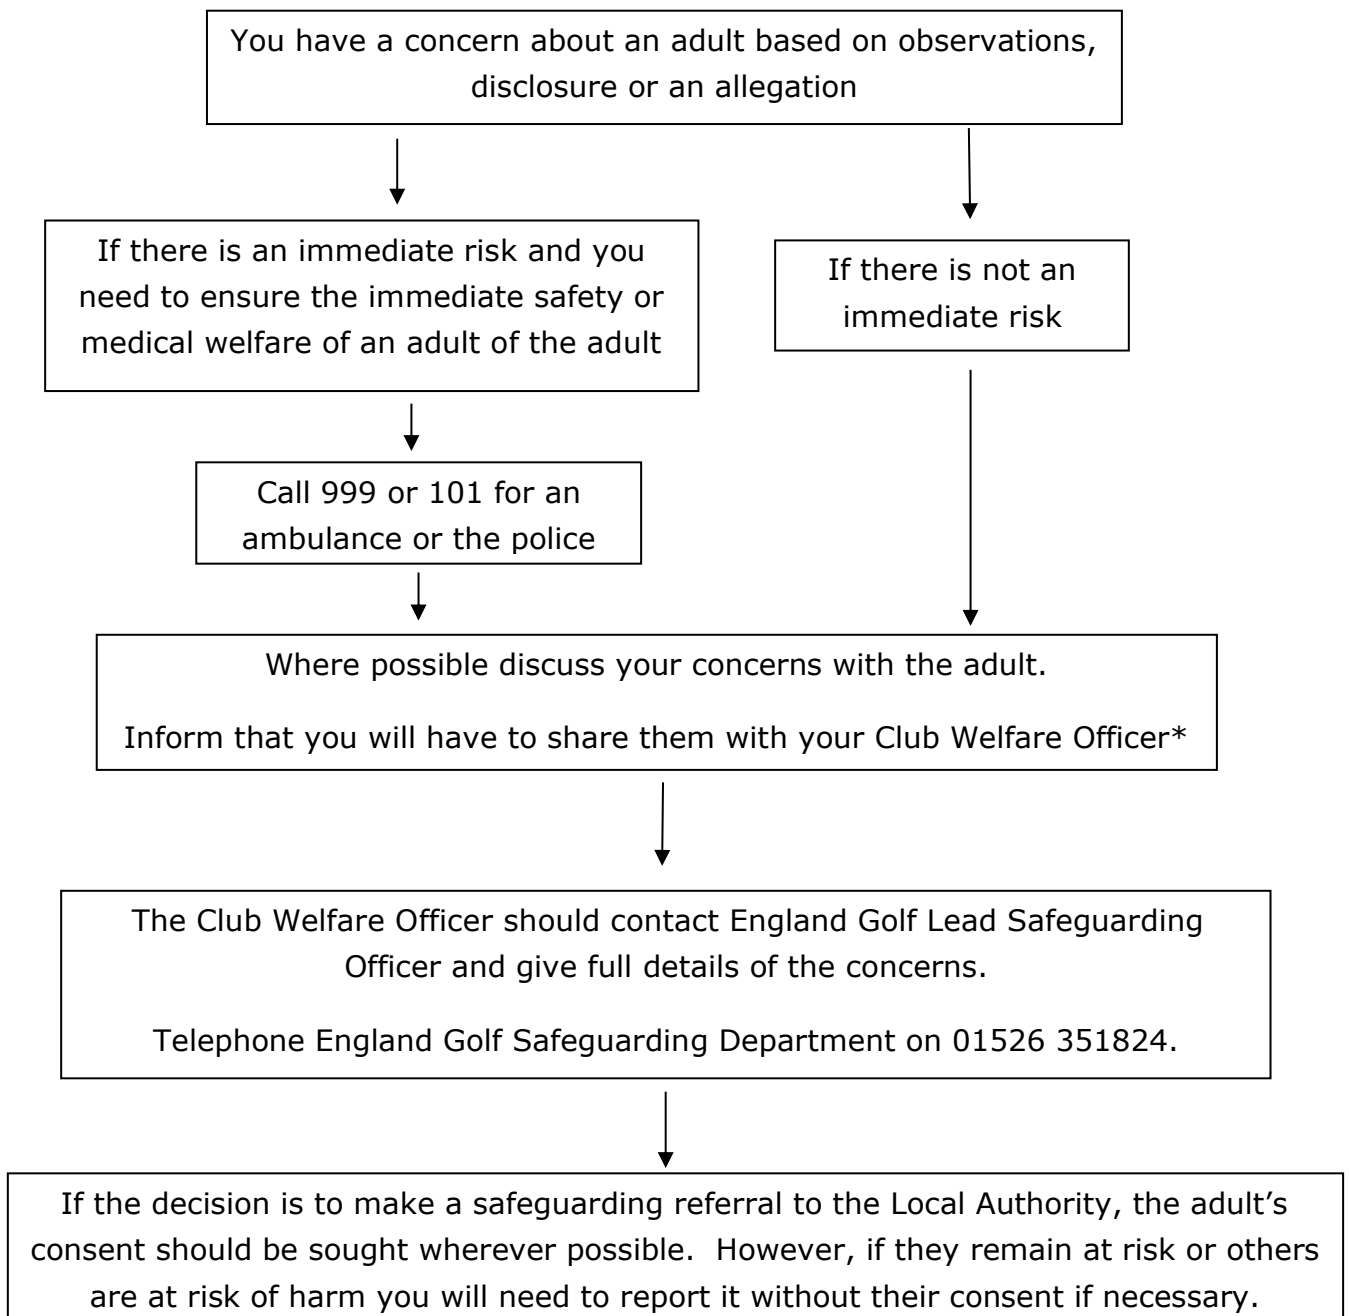 You have a concern about an adult based on observations,
disclosure or an allegation
If there is an immediate risk and you
need to ensure the immediate safety or
medical welfare of an adult of the adult
If there is not an
immediate risk
Call 999 or 101 for an
ambulance or the police
Where possible discuss your concerns with the adult.
Inform that you will have to share them with your Club Welfare Officer*
The Club Welfare Officer should contact England Golf Lead Safeguarding
Officer and give full details of the concerns.
Telephone England Golf Safeguarding Department on 01526 351824.
If the decision is to make a safeguarding referral to the Local Authority, the adult’s
consent should be sought wherever possible.  However, if they remain at risk or others
are at risk of harm you will need to report it without their consent if necessary.